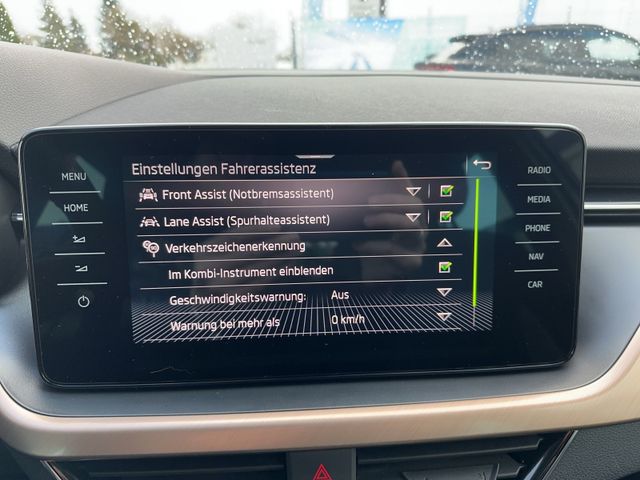 Einstellungen Fahrerassistenz
Front Assist (Notbremsassistent)
Lane Assist (Spurhalteassistent)
Verkehrszeichenerkennung
Im Kombi-Instrument einblenden
Geschwindigkeitswarnung: Aus
Warnung bei mehr als 0 km/h
MENU
HOME
RADIO
MEDIA
PHONE
NAV
CAR